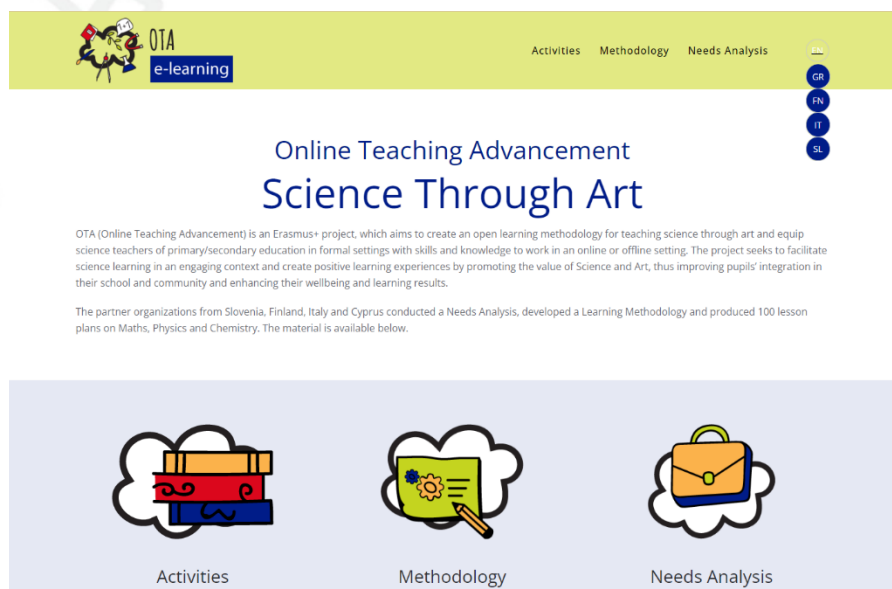 OTA
e-learning
Activities Methodology Needs Analysis
EN
GR
FN
IT
SL
Online Teaching Advancement
Science Through Art
OTA (Online Teaching Advancement) is an Erasmus+ project, which aims to create an open learning methodology for teaching science through art and equip
science teachers of primary/secondary education in formal settings with skills and knowledge to work in an online or offline setting. The project seeks to facilitate
science learning in an engaging context and create positive learning experiences by promoting the value of Science and Art, thus improving pupils' integration in
their school and community and enhancing their wellbeing and learning results.
The partner organizations from Slovenia, Finland, Italy and Cyprus conducted a Needs Analysis, developed a Learning Methodology and produced 100 lesson
plans on Maths, Physics and Chemistry. The material is available below.
Activities Methodology Needs Analysis